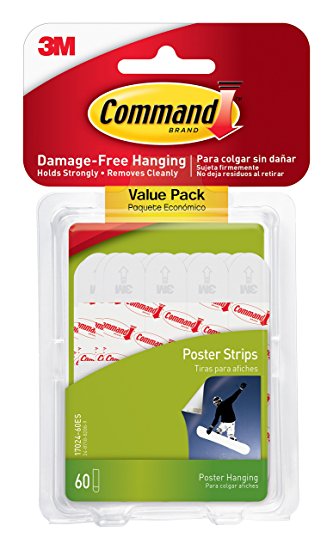 3M
Command
BRAND
Damage-Free Hanging
Holds Strongly • Removes Cleanly
Para colgar sin dañar
Sujeta firmemente
No deja residuos al retirar
Value Pack
Paquete Económico
Command
Poster Strips
Tiras para afiches
17024-60ES
60
Poster Hanging
Para colgar afiches